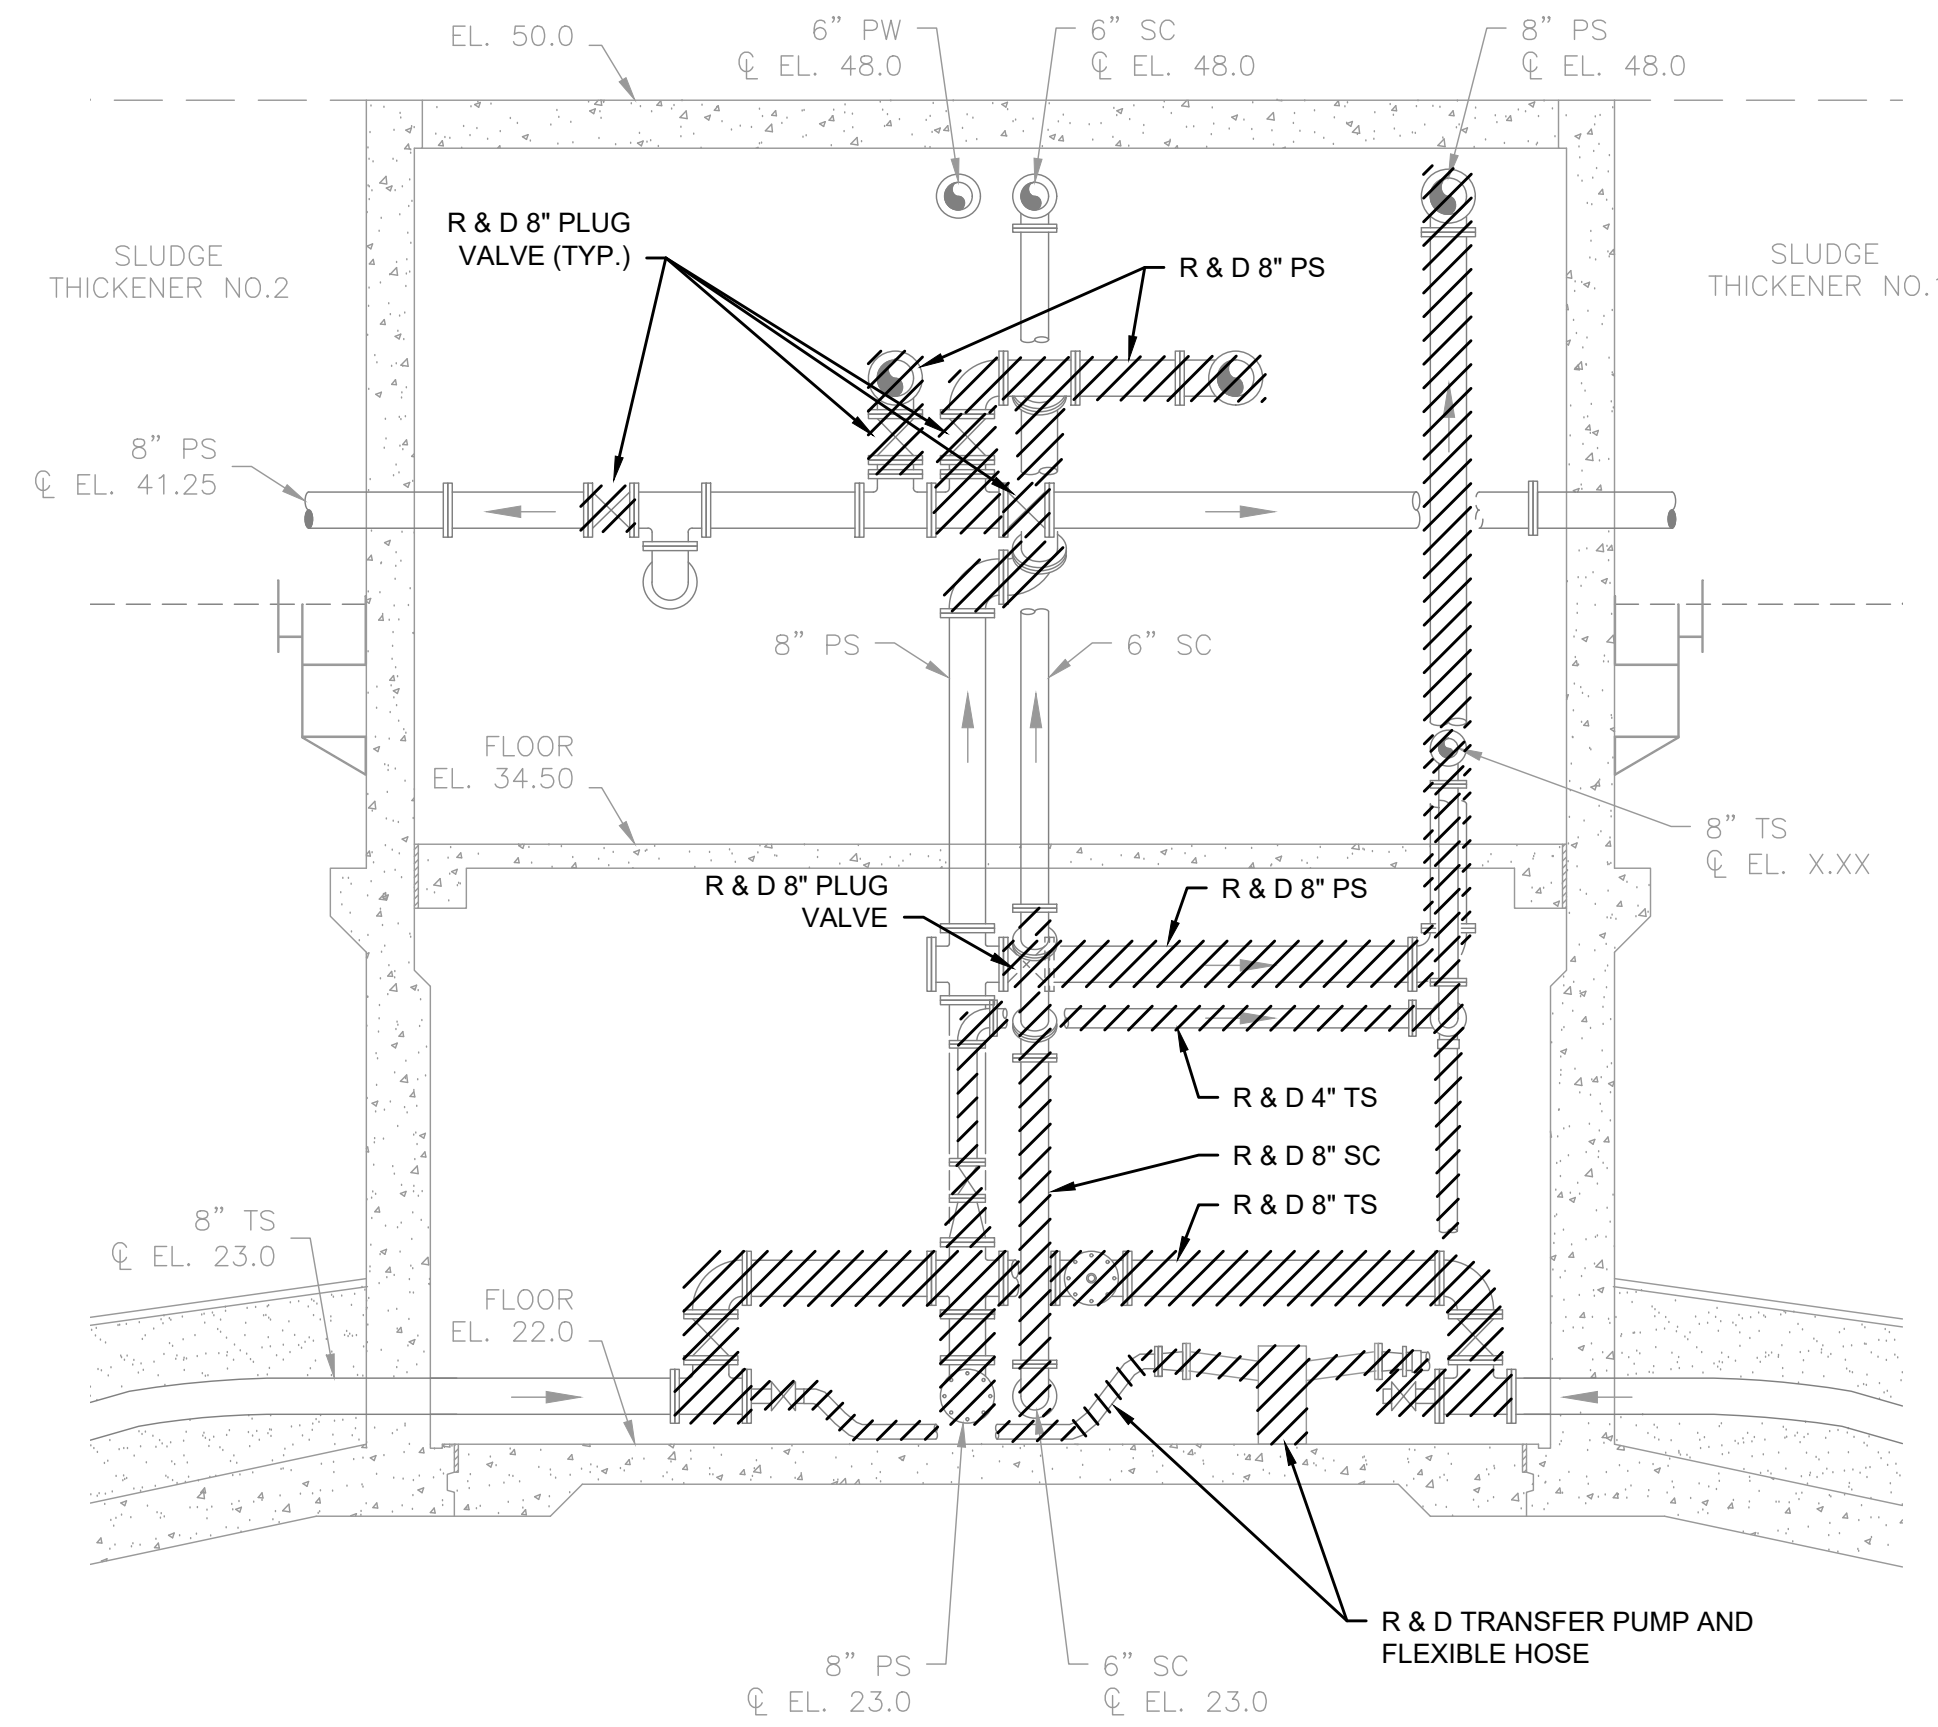 EL. 50.0
6” PW
℄ EL. 48.0
6” SC
℄ EL. 48.0
8” PS
℄ EL. 48.0
SLUDGE
THICKENER NO.2
R & D 8" PLUG
VALVE (TYP.)
R & D 8" PS
SLUDGE
THICKENER NO.1
8” PS
℄ EL. 41.25
8” PS
6” SC
FLOOR
EL. 34.50
8” TS
℄ EL. X.XX
R & D 8" PLUG
VALVE
R & D 8" PS
R & D 4" TS
R & D 8" SC
R & D 8" TS
8” TS
℄ EL. 23.0
FLOOR
EL. 22.0
R & D TRANSFER PUMP AND
FLEXIBLE HOSE
8” PS
℄ EL. 23.0
6” SC
℄ EL. 23.0